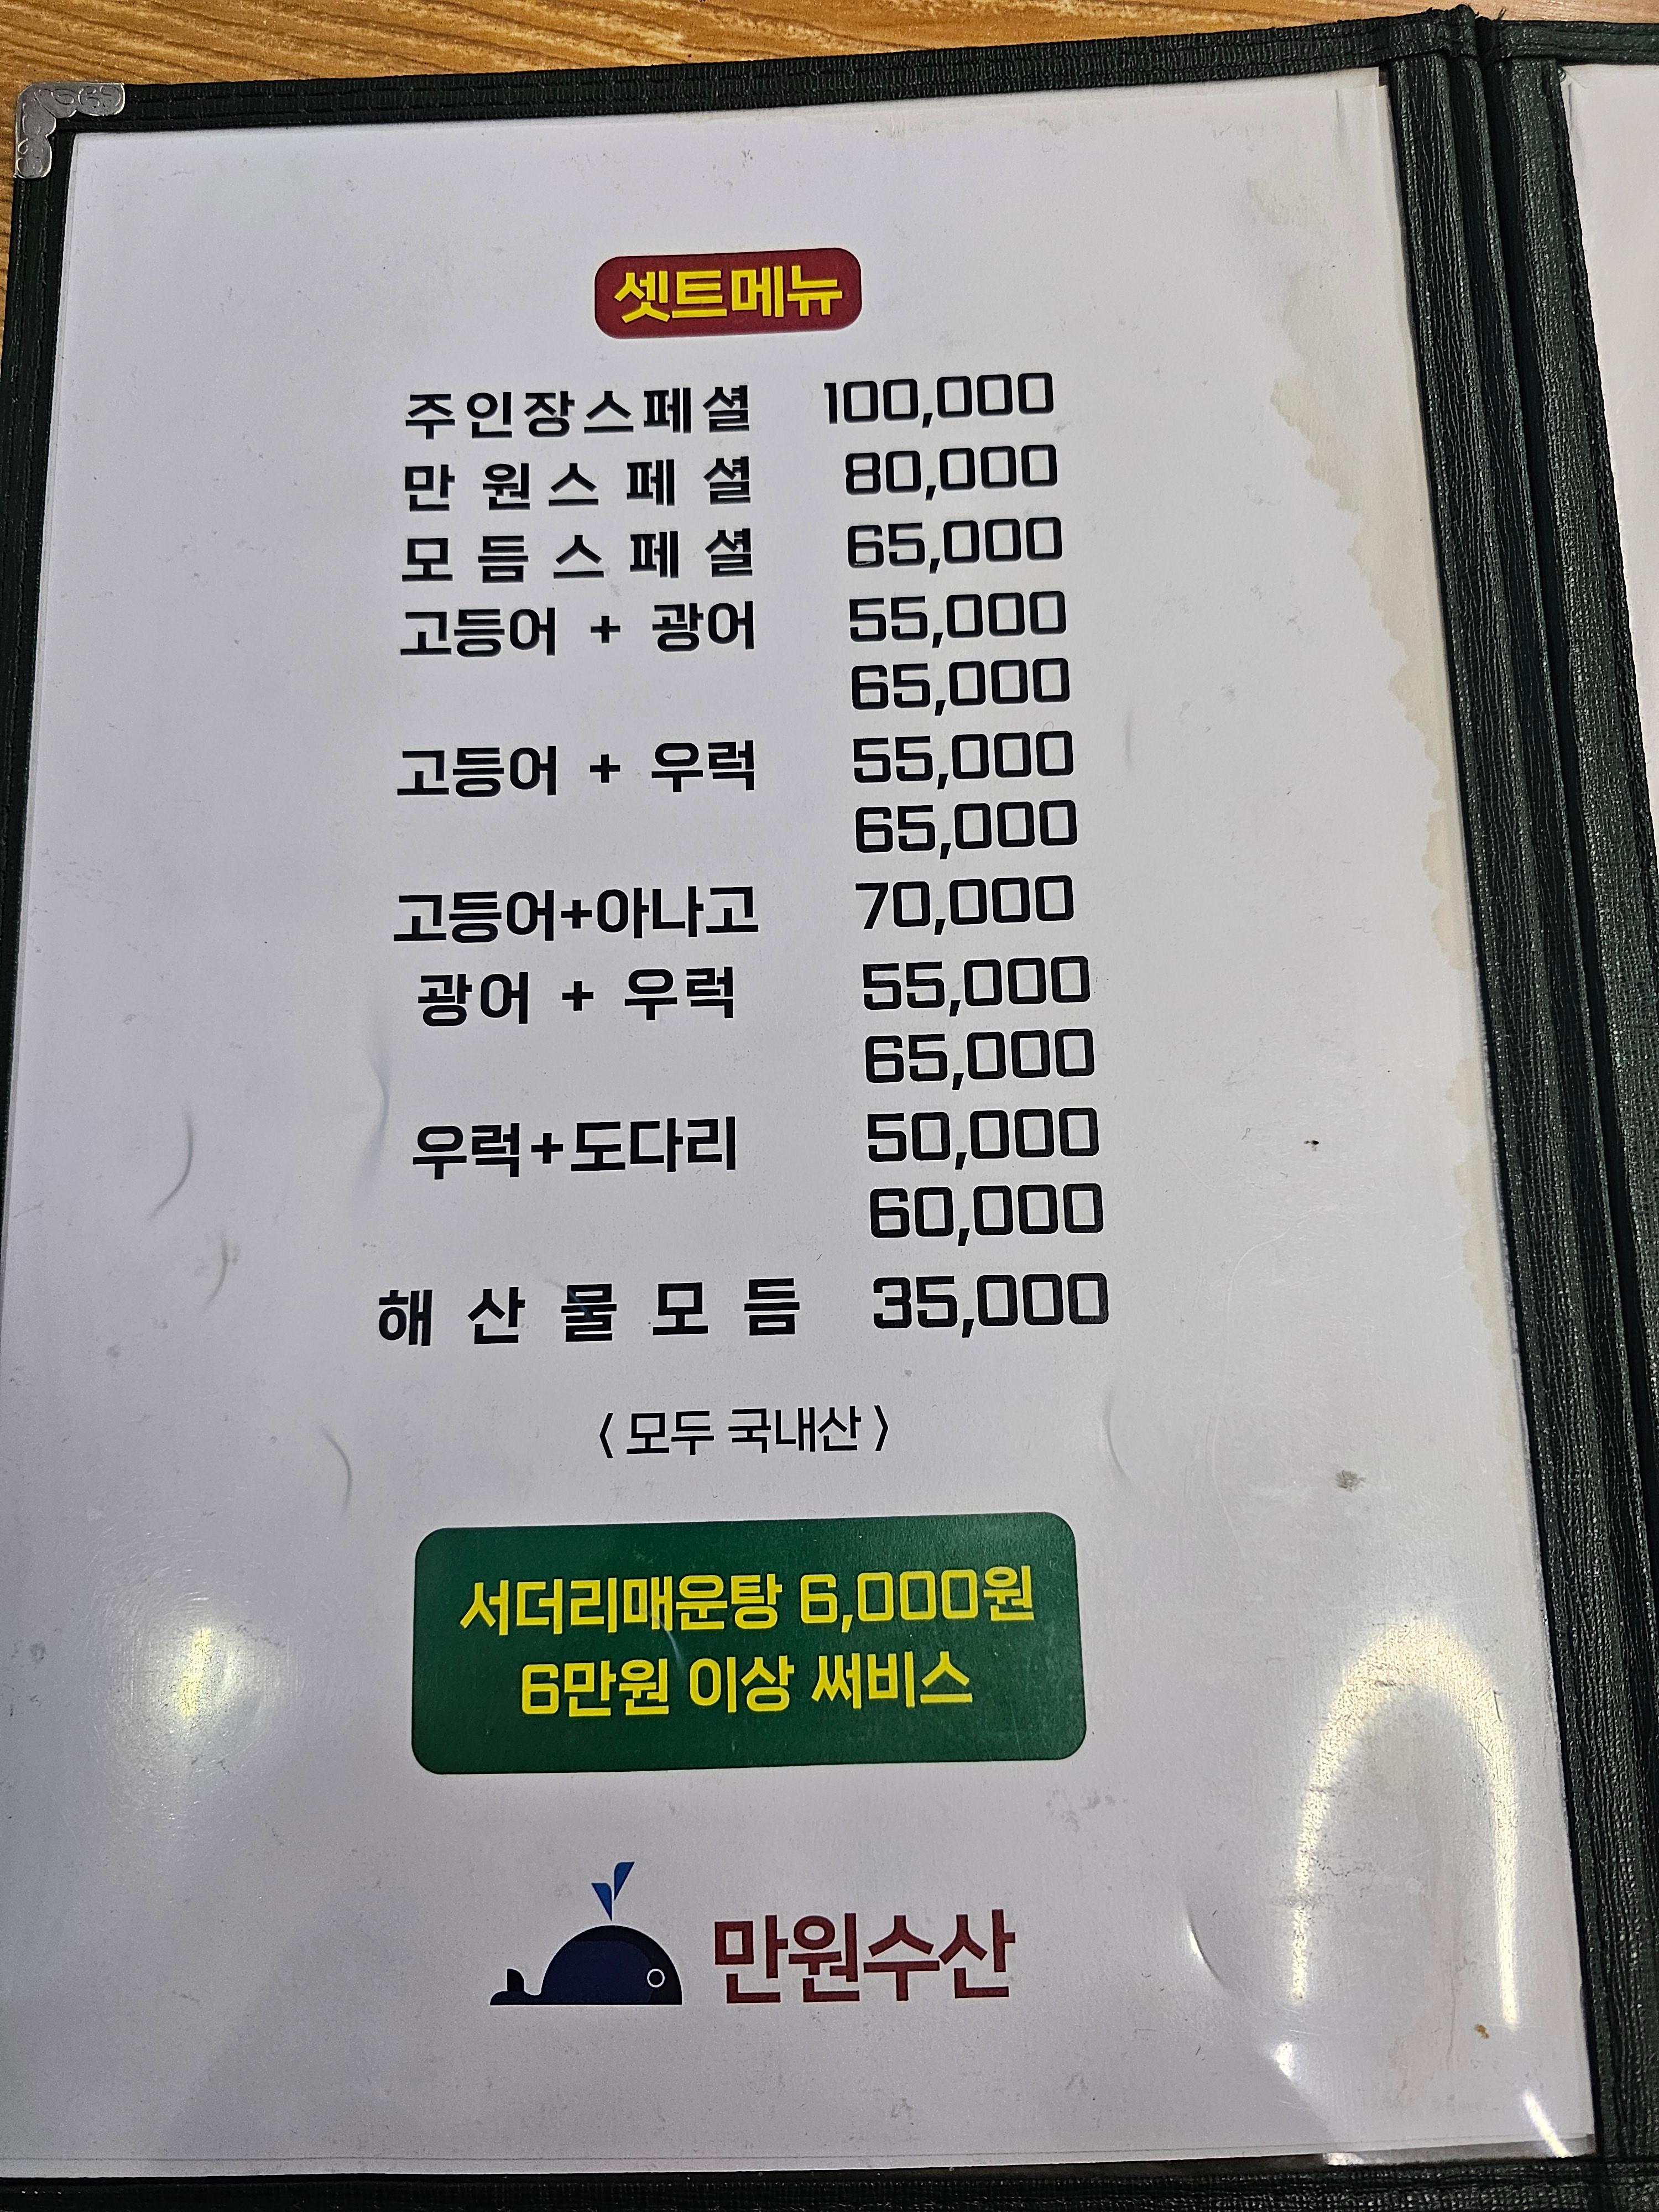 셋트메뉴
주인장스페셜 100,000
만원스페셜 80,000
모듬스페셜 65,000
고등어 + 광어 55,000
65,000
고등어 + 우럭 55,000
65,000
고등어+아나고 70,000
광어 + 우럭 55,000
65,000
우럭+도다리 50,000
60,000
해산물모듬 35,000
< 모두 국내산 >
서더리매운탕 6,000원
6만원 이상 써비스
만원수산